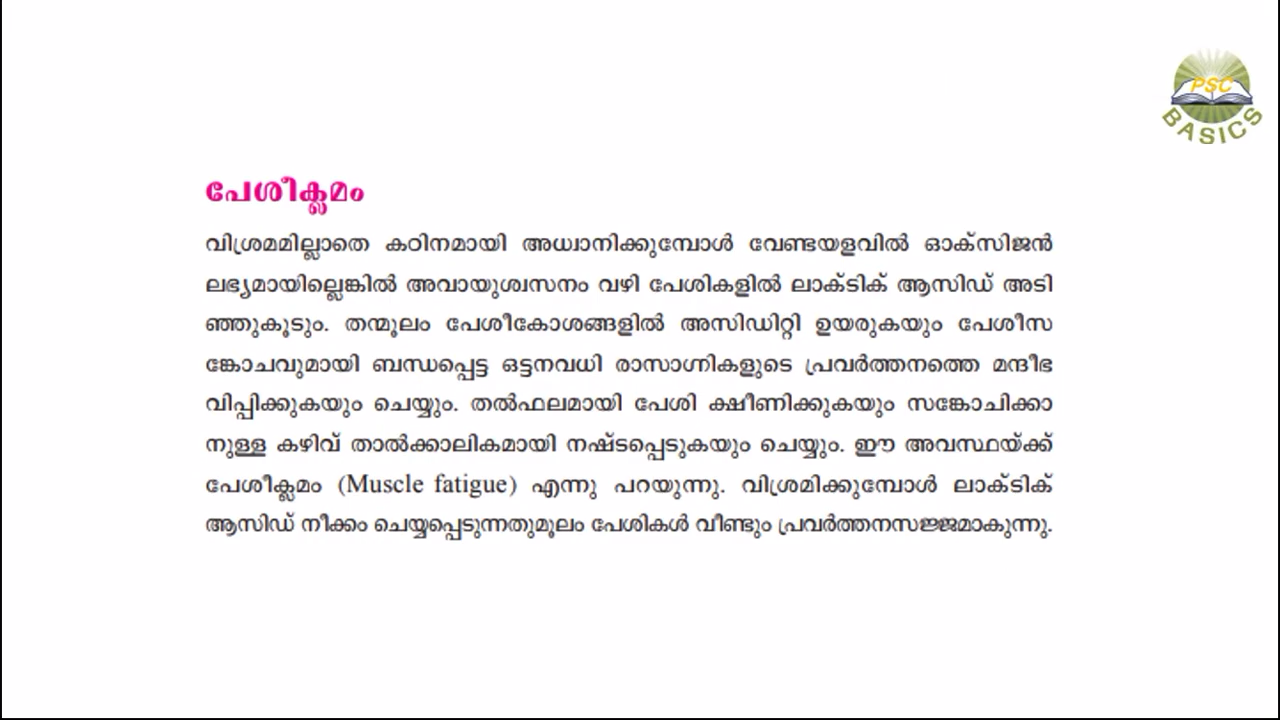 PSC
BASICS
പേശീക്ലമം
വിശ്രമമില്ലാതെ കഠിനമായി അധ്വാനിക്കുമ്പോൾ വേണ്ടയളവിൽ ഓക്സിജൻ
ലഭ്യമായില്ലെങ്കിൽ അവായുശ്വസനം വഴി പേശികളിൽ ലാക്ടിക് ആസിഡ് അടി
ഞ്ഞുകൂടും. തന്മൂലം പേശീകോശങ്ങളിൽ അസിഡിറ്റി ഉയരുകയും പേശീസ
ങ്കോചവുമായി ബന്ധപ്പെട്ട ഒട്ടനവധി രാസാഗ്നികളുടെ പ്രവർത്തനത്തെ മന്ദീഭ
വിപ്പിക്കുകയും ചെയ്യും. തൽഫലമായി പേശി ക്ഷീണിക്കുകയും സങ്കോചിക്കാ
നുള്ള കഴിവ് താൽക്കാലികമായി നഷ്ടപ്പെടുകയും ചെയ്യും. ഈ അവസ്ഥയ്ക്ക്
പേശീക്ലമം (Muscle fatigue) എന്നു പറയുന്നു. വിശ്രമിക്കുമ്പോൾ ലാക്ടിക്
ആസിഡ് നീക്കം ചെയ്യപ്പെടുന്നതുമൂലം പേശികൾ വീണ്ടും പ്രവർത്തനസജ്ജമാകുന്നു.